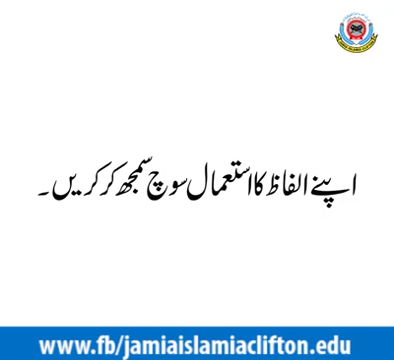 اپنے الفاظ کا استعمال سوچ سمجھ کر کریں۔
www.fb/jamiaislamiaclifton.edu